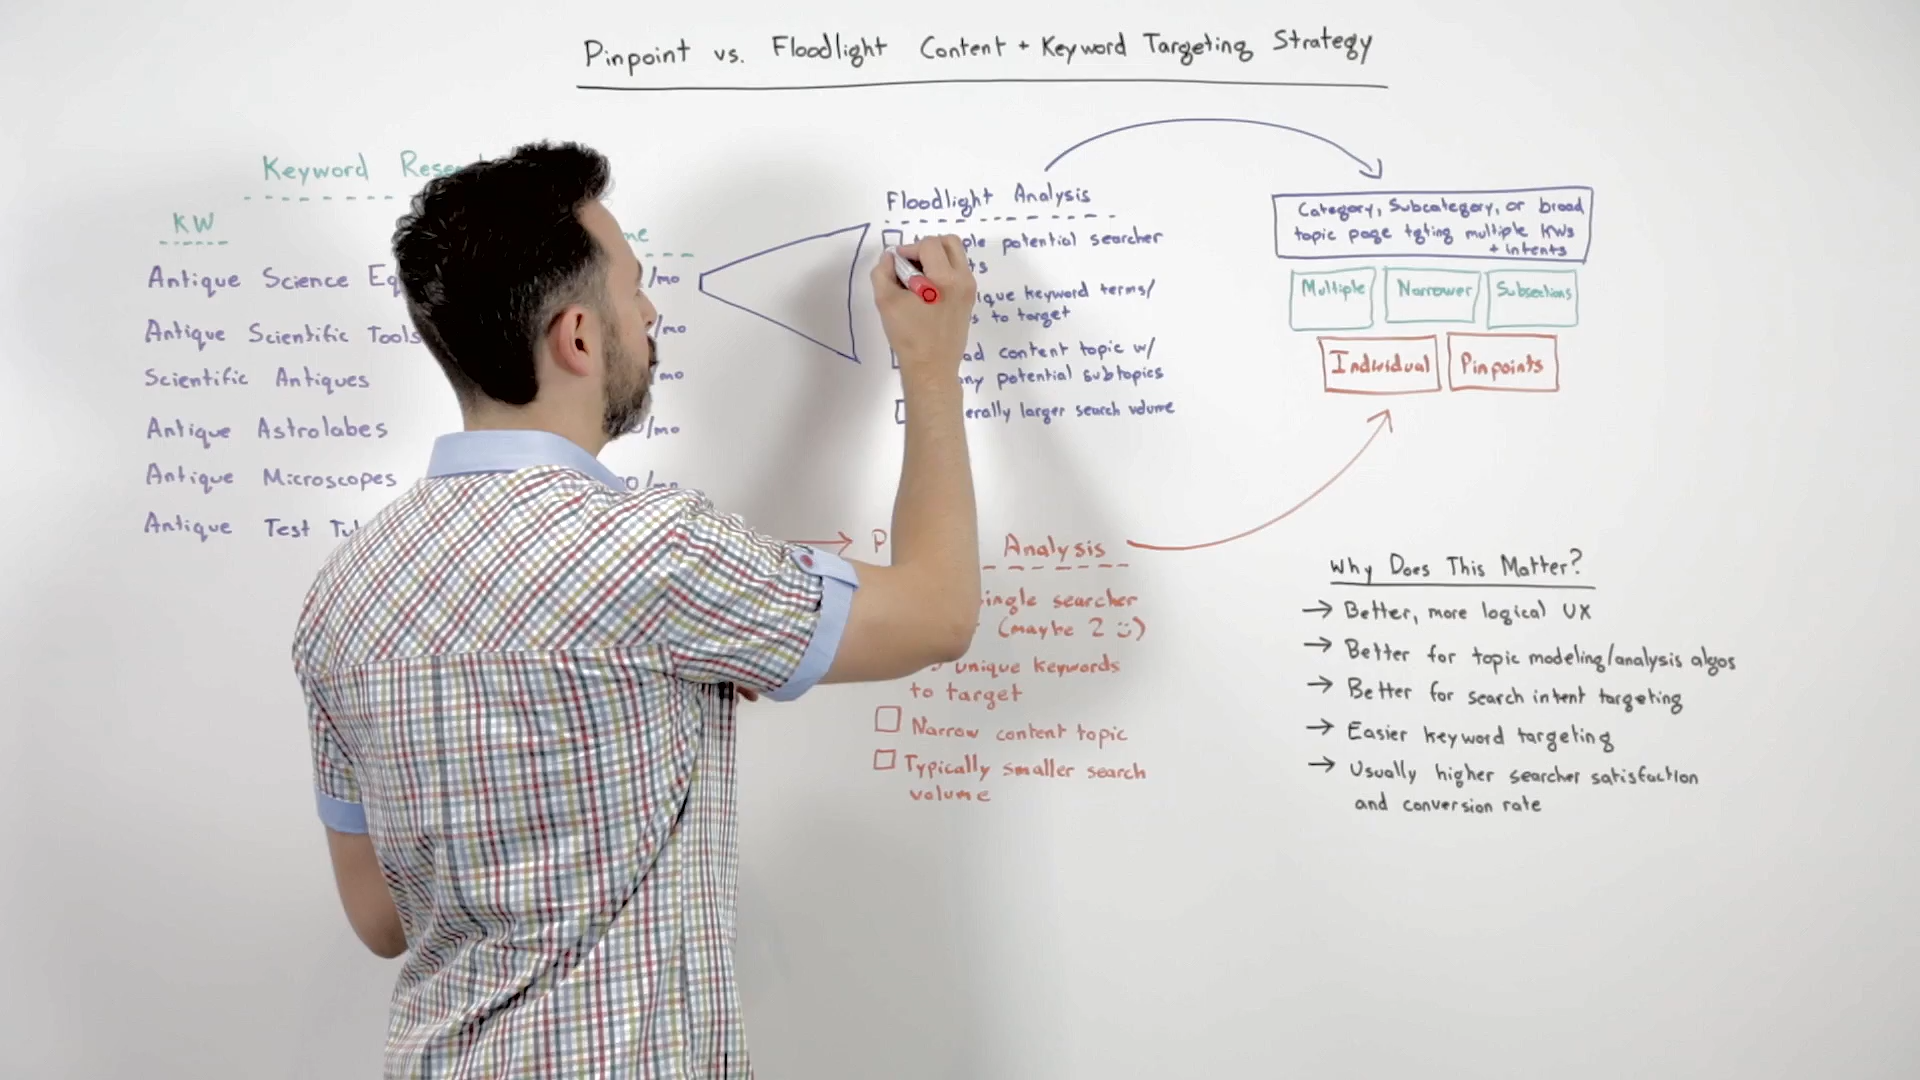 Pinpoint vs. Floodlight Content + Keyword Targeting Strategy
Keyword
KW
Antique Science
/mo
Antique Scientific Tools
/mo
Scientific Antiques
/mo
Antique Astrolabes
/mo
Antique Microscopes
Antique Test
Floodlight Analysis
potential searcher
keyword terms/
to target
content topic w/
potential subtopics
larger search volume
Analysis
searcher
(maybe 2 :)
unique keywords
to target
Narrow content topic
Typically smaller search
volume
Category, Subcategory, or broad
topic page tgting multiple KWs
+ intents
Multiple Narrower Subsections
Individual Pinpoints
Why Does This Matter?
→ Better, more logical UX
→ Better for topic modeling/analysis algos
→ Better for search intent targeting
→ Easier keyword targeting
→ Usually higher searcher satisfaction
and conversion rate